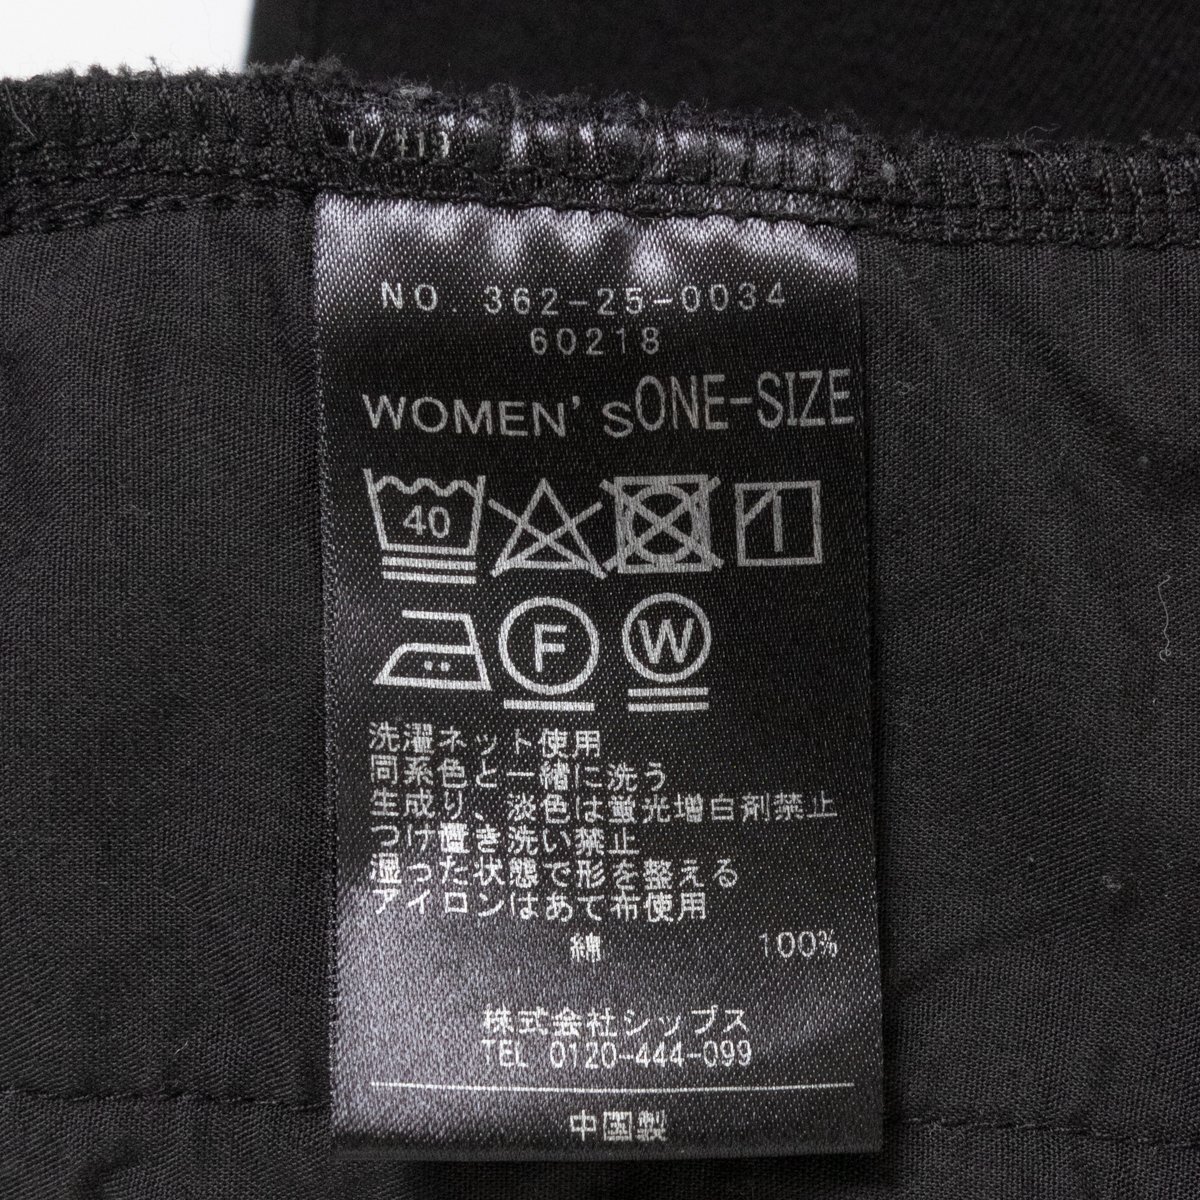 NO. 362-25-0034
60218
WOMEN'S ONE-SIZE
40
F W
洗濯ネット使用
同系色と一緒に洗う
生成り、淡色は蛍光増白剤禁止
つけ置き洗い禁止
湿った状態で形を整える
アイロンはあて布使用
綿 100%
株式会社シップス
TEL 0120-444-099
中国製